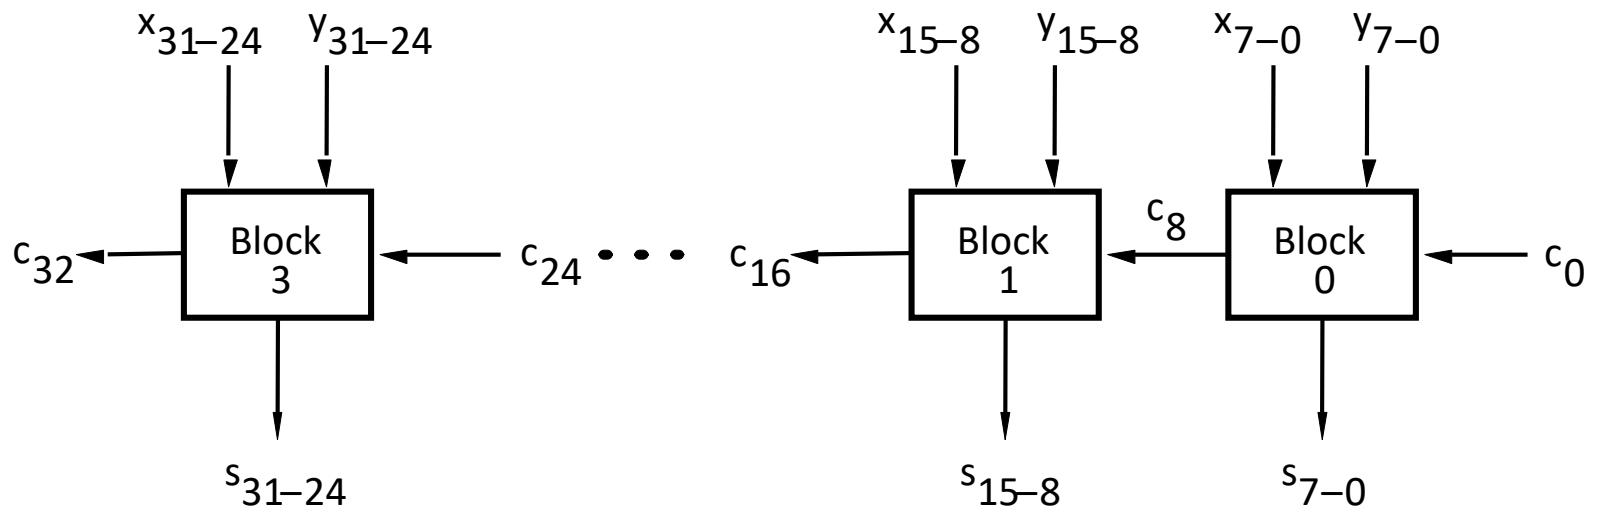 x31–24 y31–24 x15–8 y15–8 x7–0 y7–0
c32 Block 3 c24 • • • c16 Block 1 c8 Block 0 c0
s31–24 s15–8 s7–0